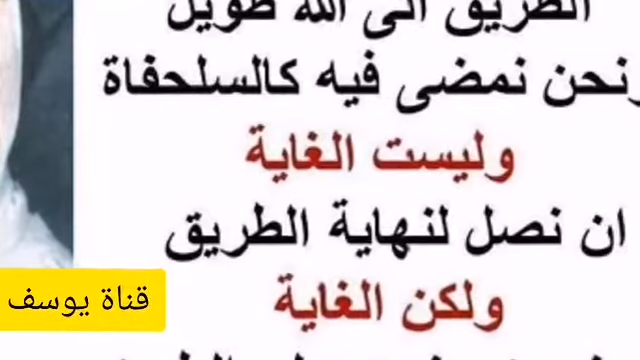 الطريق الى الله طويل
ونحن نمضى فيه كالسلحفاة
وليست الغاية
ان نصل لنهاية الطريق
ولكن الغاية
قناة يوسف